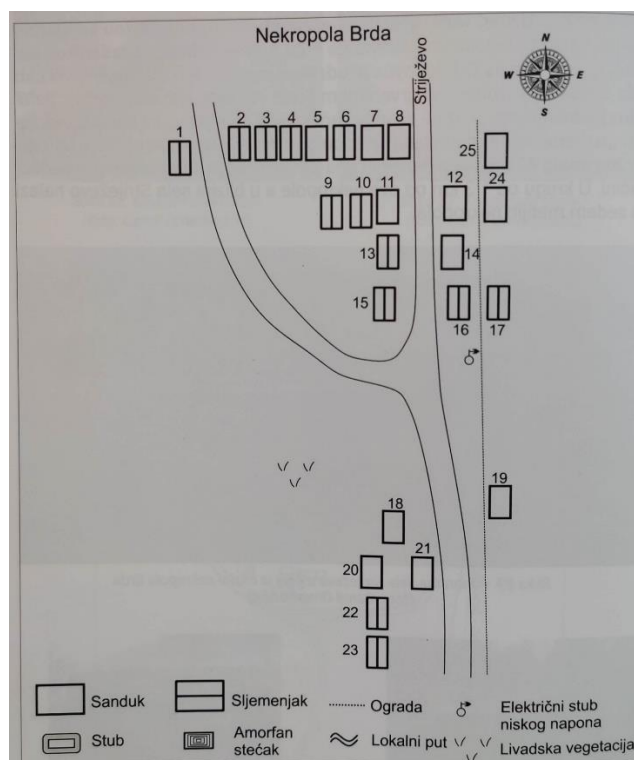 Nekropola Brda
Striježevo
N
W E
S
1
2 3 4 5 6 7 8
25
9 10 11 12 24
13 14
15
16 17
19
18
20 21
22
23
Sanduk
Sljemenjak
Ograda
Električni stub
niskog napona
Stub
Amorfan
stećak
Lokalni put
Livadska vegetacija